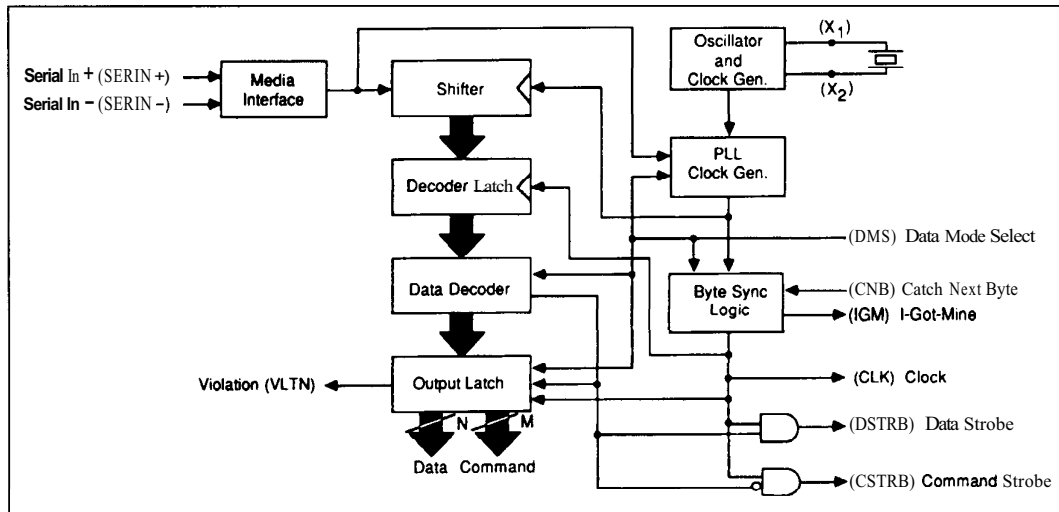 Serial In + (SERIN +)
Serial In − (SERIN −)
Media
Interface
Shifter
Decoder Latch
Data Decoder
Output Latch
Violation (VLTN)
N
M
Data
Command
Oscillator
and
Clock Gen.
(X1)
(X2)
PLL
Clock Gen.
(DMS) Data Mode Select
Byte Sync
Logic
(CNB) Catch Next Byte
(IGM) I-Got-Mine
(CLK) Clock
(DSTRB) Data Strobe
(CSTRB) Command Strobe